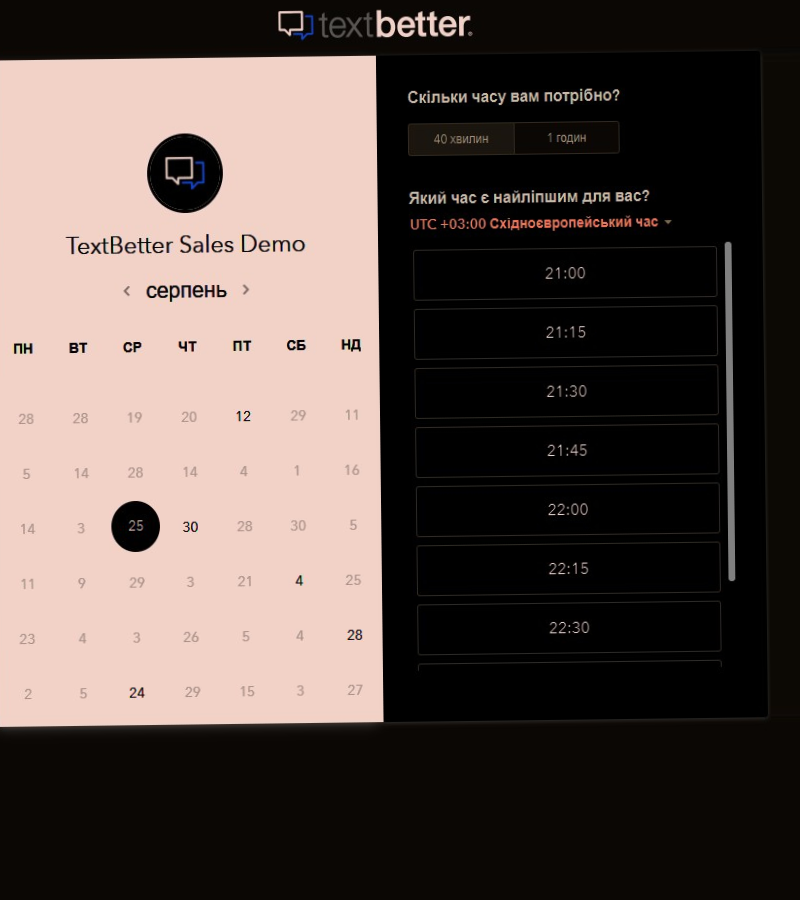 textbetter.
TextBetter Sales Demo
серпень
ПН ВТ СР ЧТ ПТ СБ НД
28 28 19 20 12 29 11
5 14 28 14 4 1 16
14 3 25 30 28 30 5
11 9 29 3 21 4 25
23 4 3 26 5 4 28
2 5 24 29 15 3 27
Скільки часу вам потрібно?
40 хвилин 1 годин
Який час є найліпшим для вас?
UTC +03:00 Східноєвропейський час
21:00
21:15
21:30
21:45
22:00
22:15
22:30